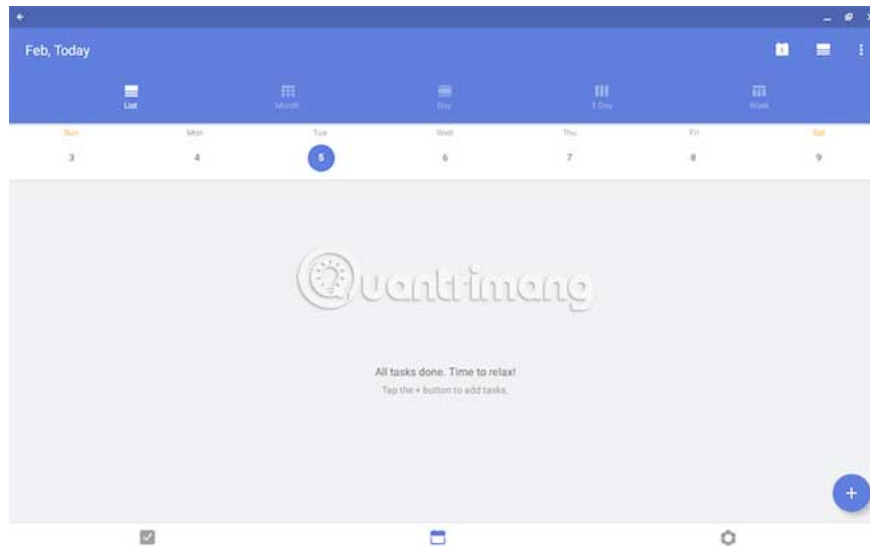 Feb, Today
List Month Day 3 Day Week
Sun Mon Tue Wed Thu Fri Sat
3 4 5 6 7 8 9
Quantrimang
All tasks done. Time to relax!
Tap the + button to add tasks.